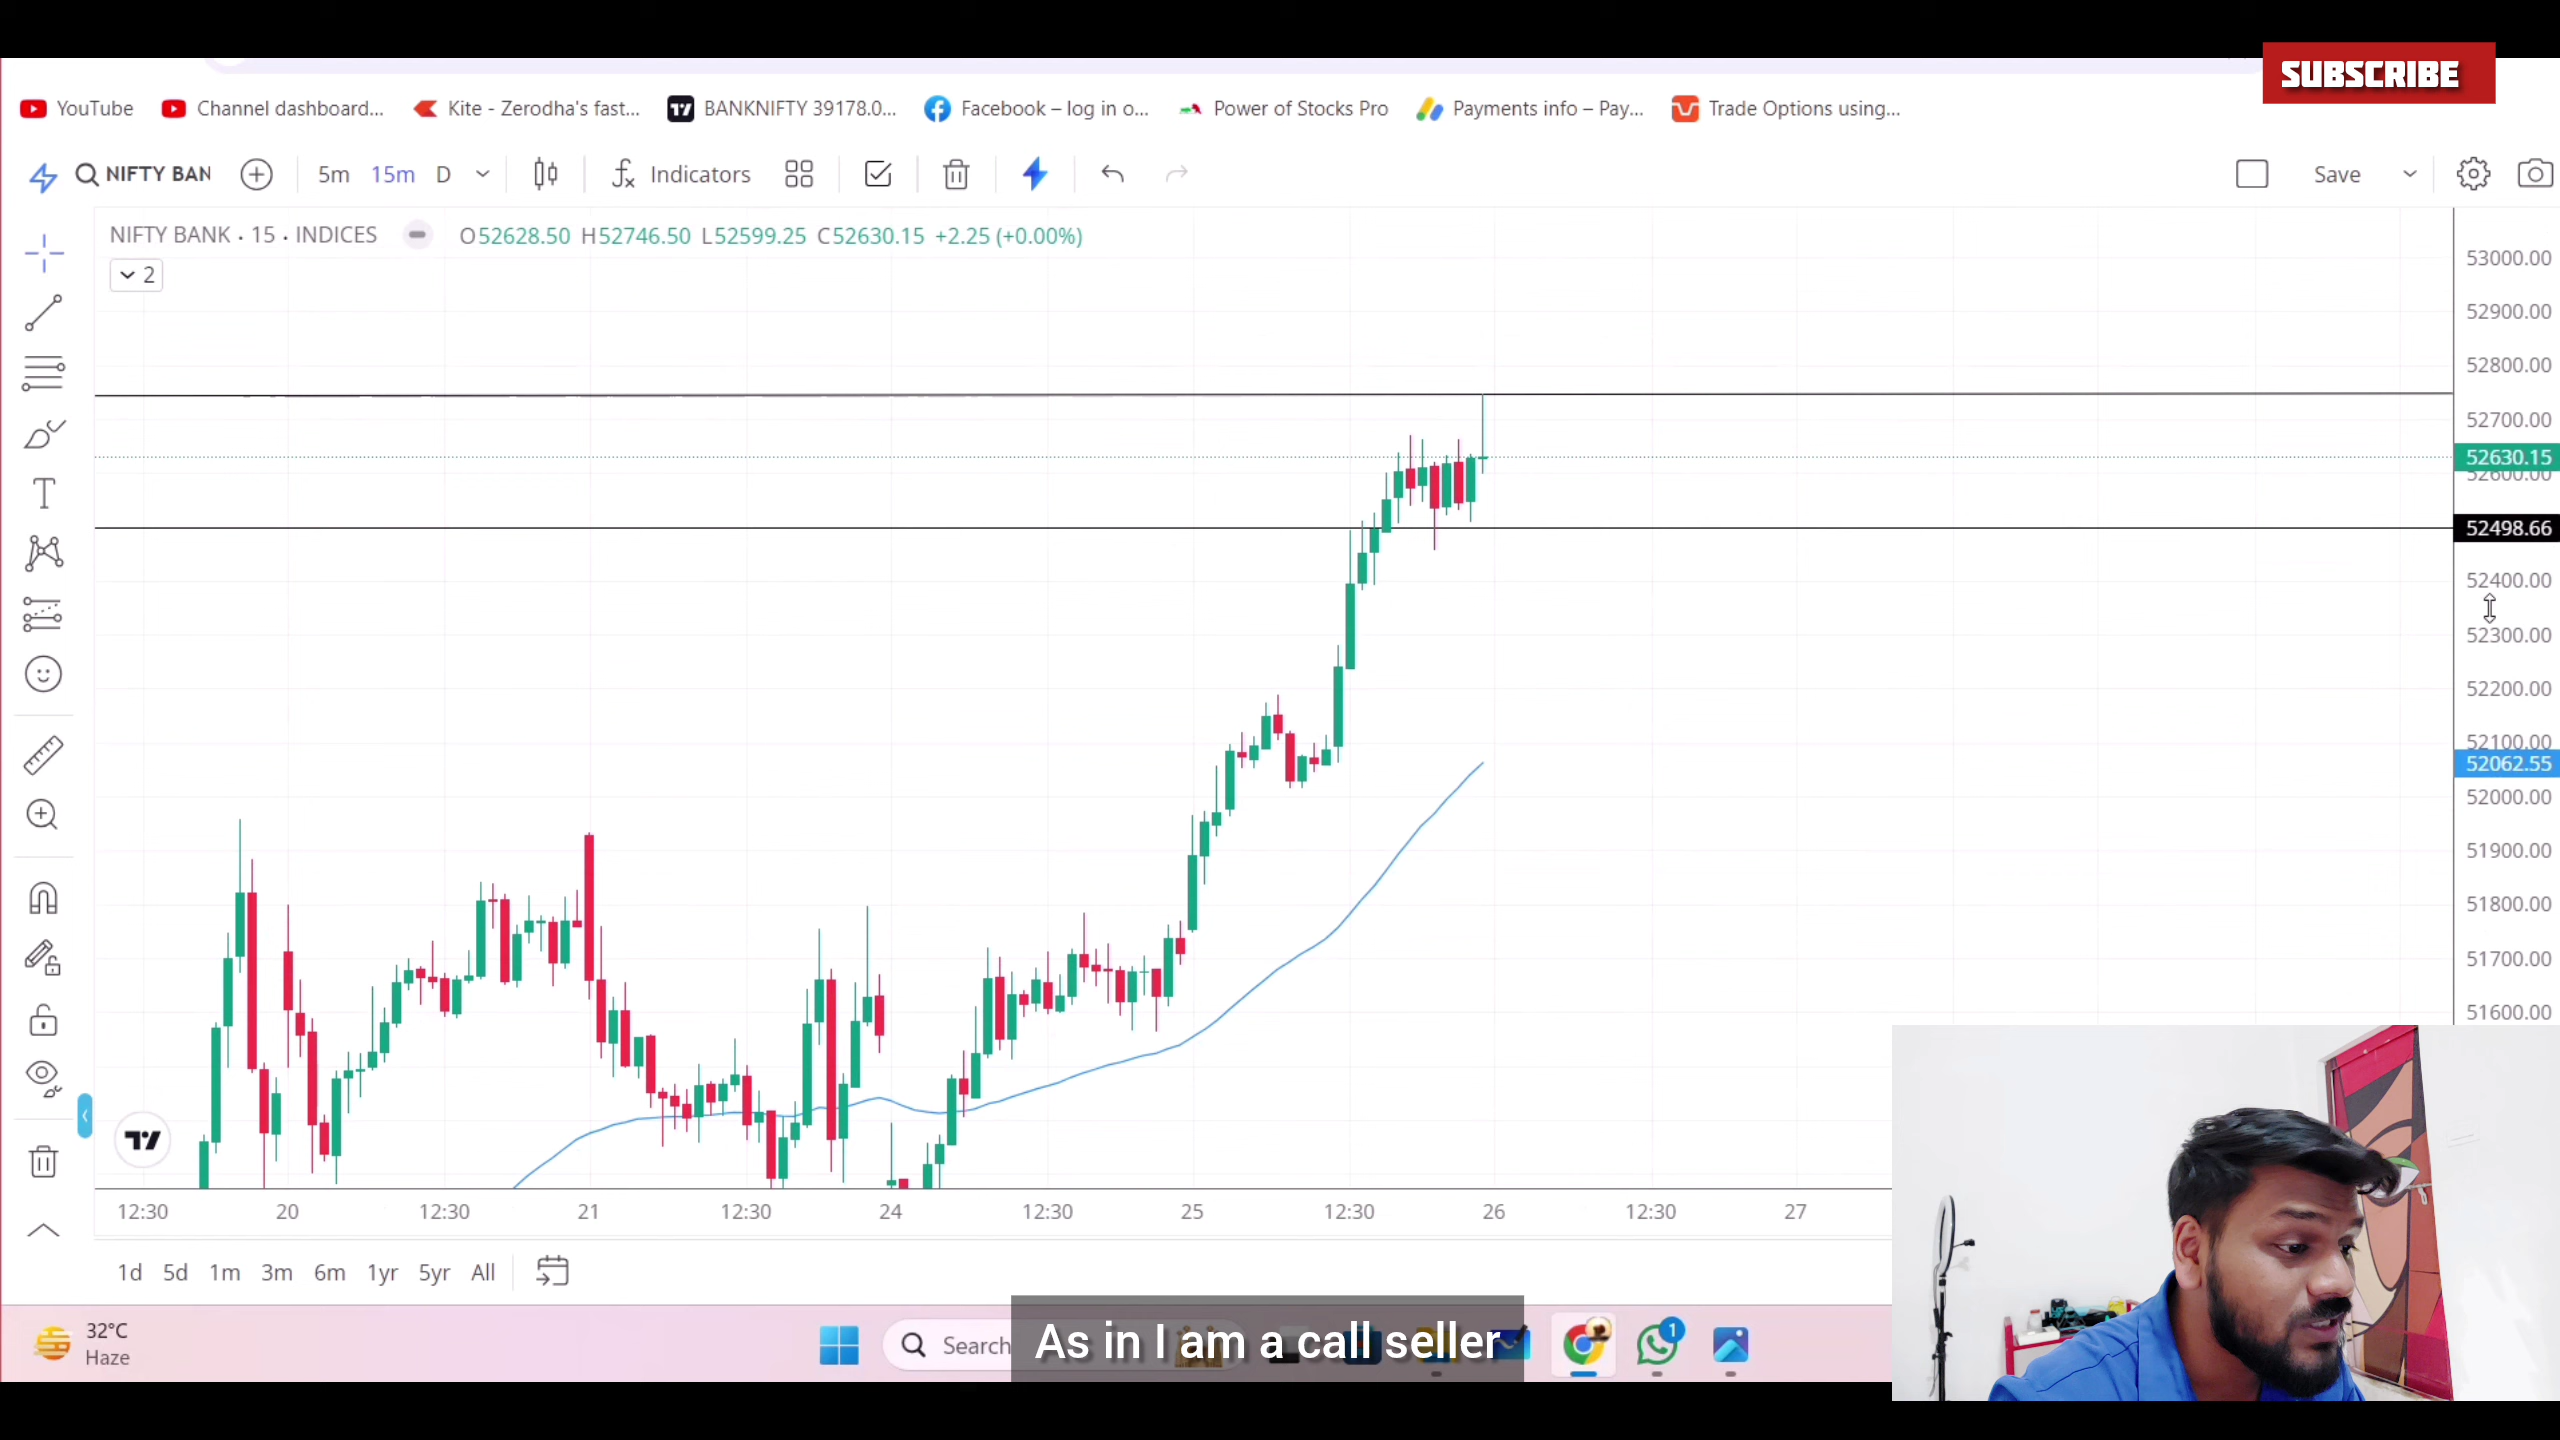 SUBSCRIBE
YouTube Channel dashboard... Kite - Zerodha's fast... BANKNIFTY 39178.0... Facebook – log in o... Power of Stocks Pro Payments info – Pay... Trade Options using...
NIFTY BAN 5m 15m D Indicators Save
NIFTY BANK · 15 · INDICES O52628.50 H52746.50 L52599.25 C52630.15 +2.25 (+0.00%)
2
53000.00
52900.00
52800.00
52700.00
52630.15
52600.00
52498.66
52400.00
52300.00
52200.00
52100.00
52062.55
52000.00
51900.00
51800.00
51700.00
51600.00
12:30 20 12:30 21 12:30 24 12:30 25 12:30 26 12:30 27
1d 5d 1m 3m 6m 1yr 5yr All
32°C
Haze
Search
1
As in I am a call seller